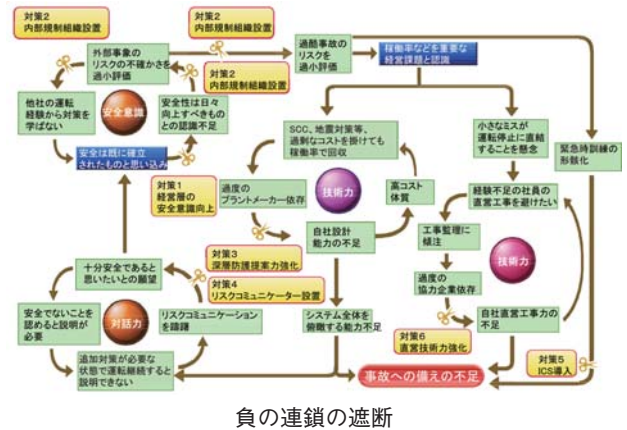 対策2
内部規制組織設置
対策2
内部規制組織設置
外部事象の
リスクの不確かさを
過小評価
過酷事故の
リスクを
過小評価
稼働率などを重要な
経営課題と認識
対策2
内部規制組織設置
他社の運転
経験から対策を
学ばない
安全意識
安全性は日々
向上すべきもの
との認識不足
SCC、地震対策等、
過剰なコストを掛けても
稼働率で回収
小さなミスが
運転停止に直結
することを懸念
緊急時訓練の
形骸化
安全は既に確立
されたものと思い込み
対策1
経営層の
安全意識向上
過度の
プラントメーカー依存
技術力
高コスト
体質
経験不足の社員の
直営工事を避けたい
自社設計
能力の不足
工事監理に
傾注
技術力
対策3
深層防護提案力強化
過度の
協力企業依存
十分安全であると
思いたいとの願望
対策4
リスクコミュニケーター設置
安全でないことを
認めると説明が
必要
対話力
リスクコミュニケーション
を躊躇
システム全体を
俯瞰する能力不足
自社直営工事力の
不足
対策6
直営技術力強化
追加対策が必要な
状態で運転継続すると
説明できない
事故への備えの不足
対策5
ICS導入
負の連鎖の遮断